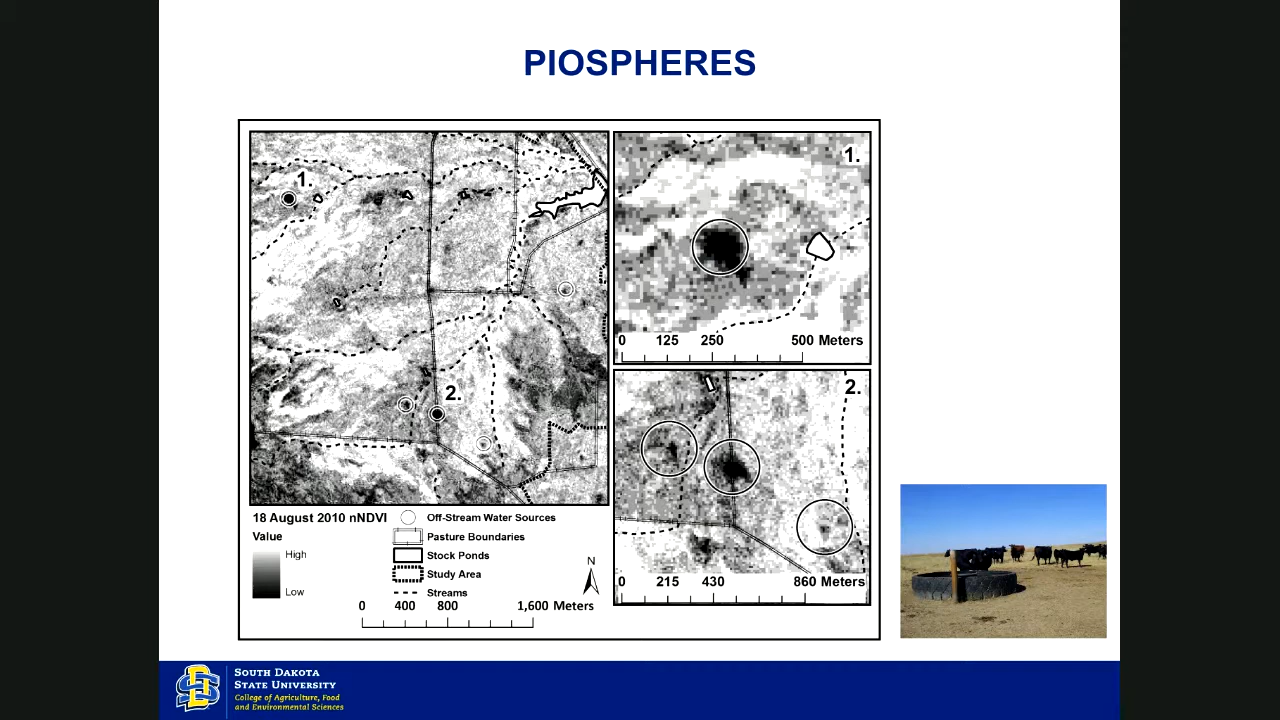 PIOSPHERES
1.
2.
1.
0 125 250 500 Meters
2.
0 215 430 860 Meters
18 August 2010 nNDVI
Value
High
Low
Off-Stream Water Sources
Pasture Boundaries
Stock Ponds
Study Area
Streams
N
0 400 800 1,600 Meters
SOUTH DAKOTA
STATE UNIVERSITY
College of Agriculture, Food
and Environmental Sciences